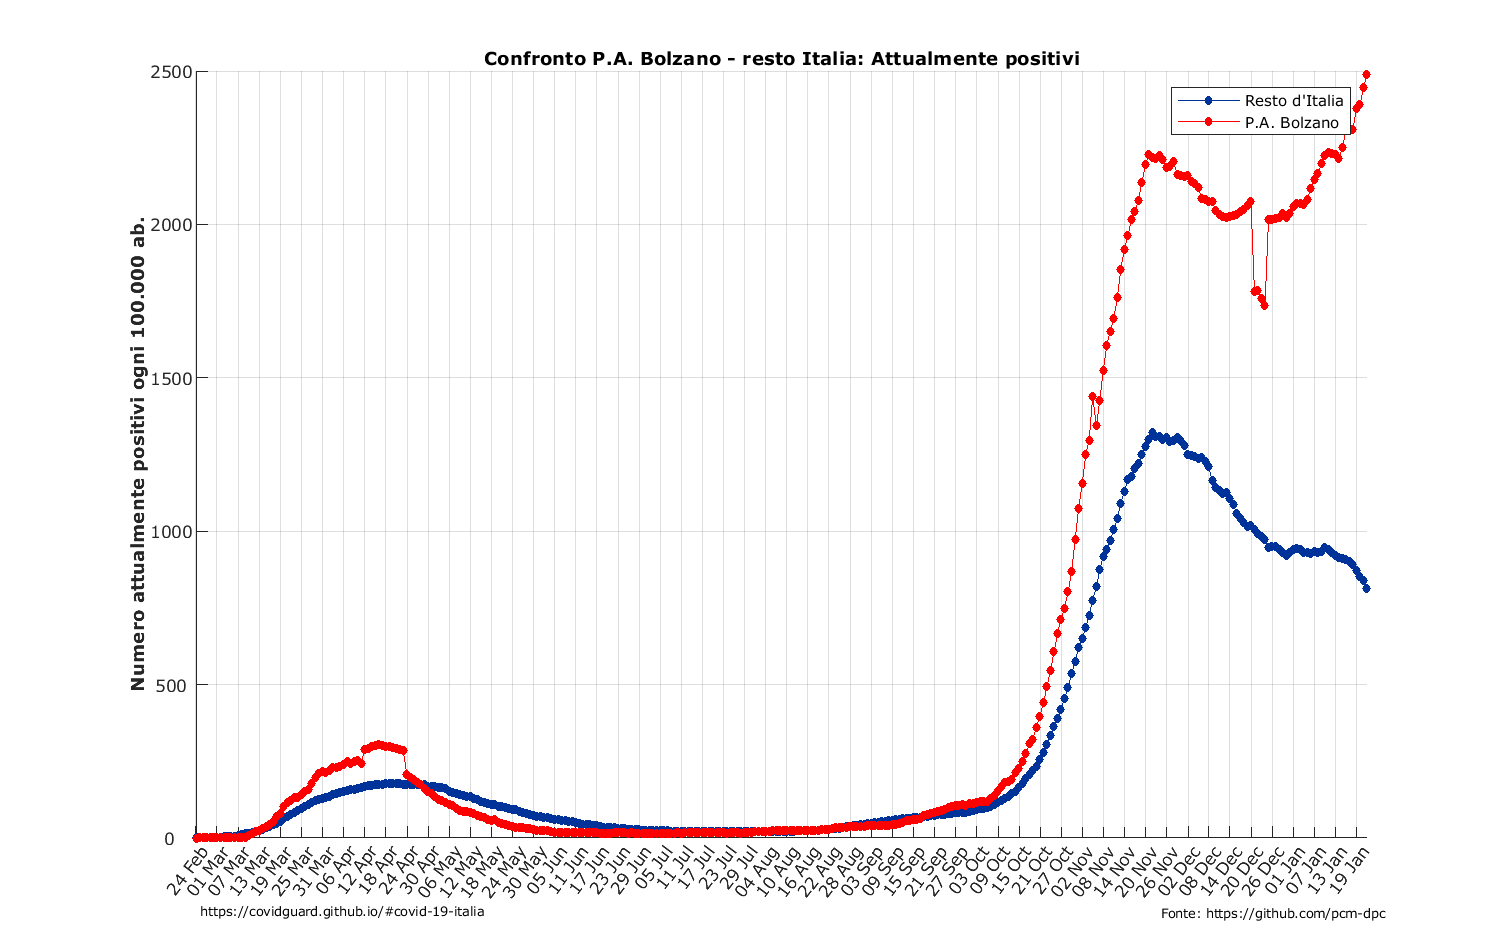 Confronto P.A. Bolzano - resto Italia: Attualmente positivi
Resto d'Italia
P.A. Bolzano
Numero attualmente positivi ogni 100.000 ab.
2500
2000
1500
1000
500
0
24 Feb
01 Mar
07 Mar
13 Mar
19 Mar
25 Mar
31 Mar
06 Apr
12 Apr
18 Apr
24 Apr
30 Apr
06 May
12 May
18 May
24 May
30 May
05 Jun
11 Jun
17 Jun
23 Jun
29 Jun
05 Jul
11 Jul
17 Jul
23 Jul
29 Jul
04 Aug
10 Aug
16 Aug
22 Aug
28 Aug
03 Sep
09 Sep
15 Sep
21 Sep
27 Sep
03 Oct
09 Oct
15 Oct
21 Oct
27 Oct
02 Nov
08 Nov
14 Nov
20 Nov
26 Nov
02 Dec
08 Dec
14 Dec
20 Dec
26 Dec
01 Jan
07 Jan
13 Jan
19 Jan
https://covidguard.github.io/#covid-19-italia
Fonte: https://github.com/pcm-dpc